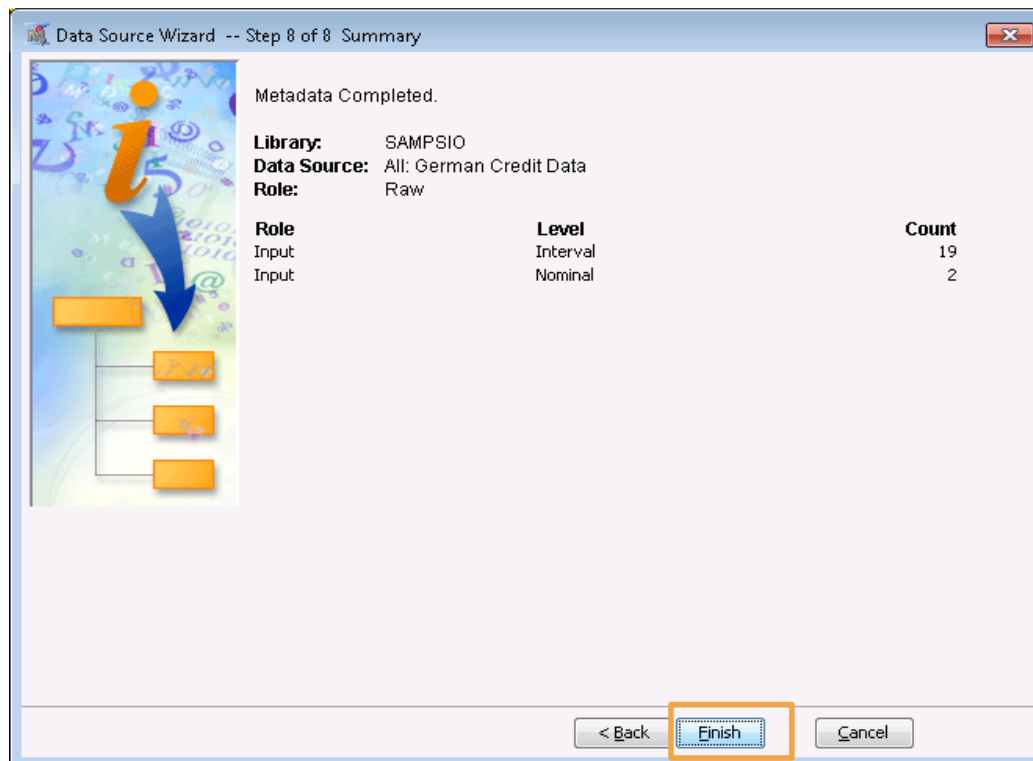 Data Source Wizard -- Step 8 of 8 Summary
Metadata Completed.
Library: SAMPSIO
Data Source: All: German Credit Data
Role: Raw
Role Level Count
Input Interval 19
Input Nominal 2
< Back Finish Cancel